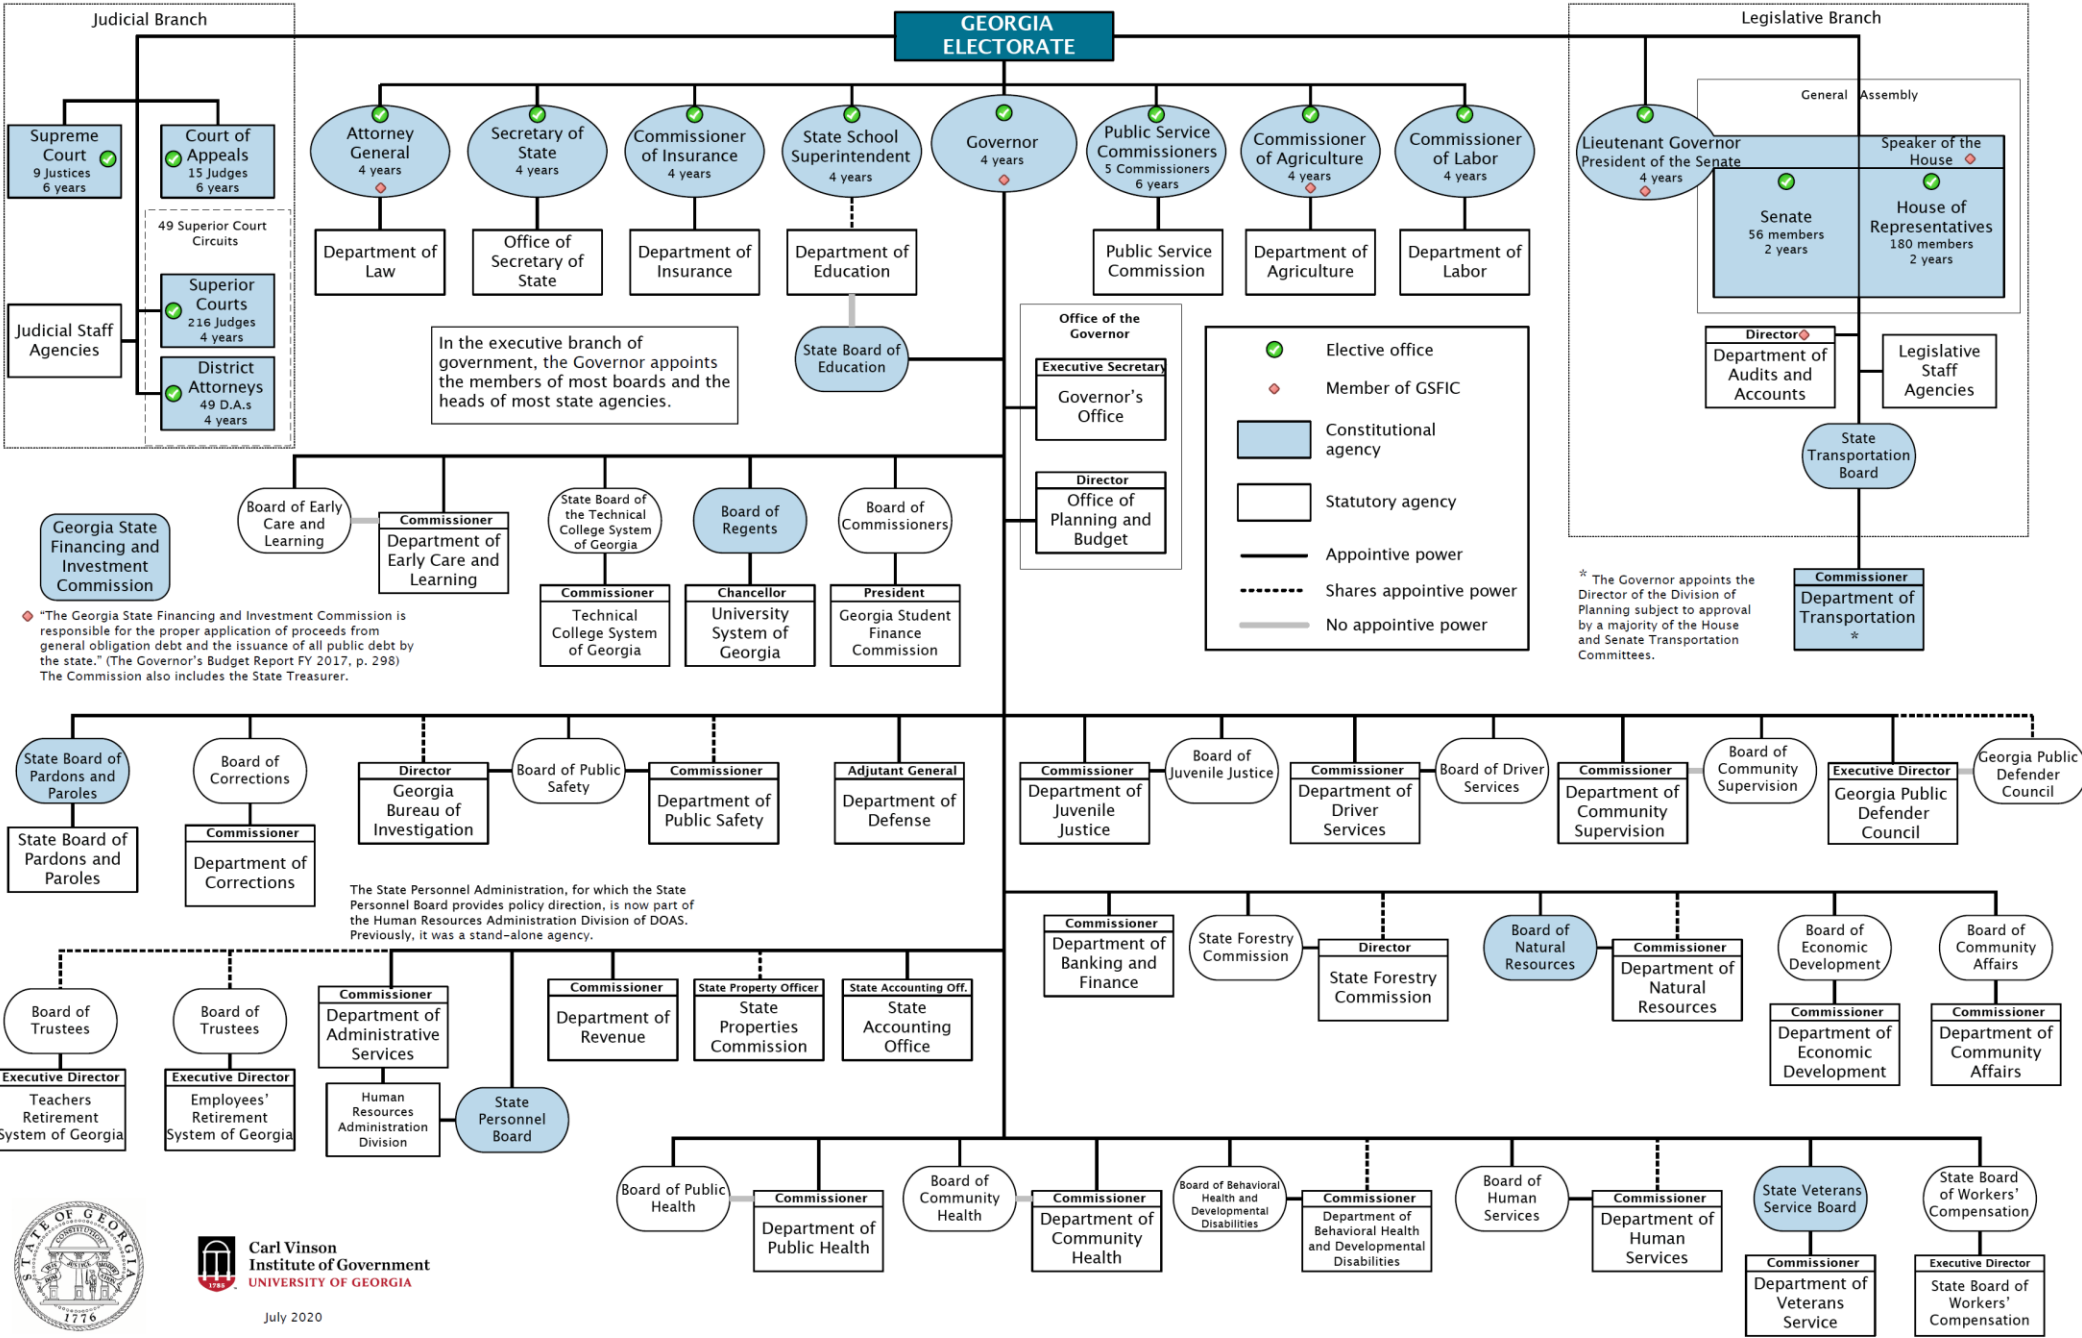 Judicial Branch
GEORGIA
ELECTORATE
Legislative Branch
General Assembly
Supreme
Court
9 Justices
6 years
Court of
Appeals
15 Judges
6 years
Attorney
General
4 years
Secretary of
State
4 years
Commissioner
of Insurance
4 years
State School
Superintendent
4 years
Governor
4 years
Public Service
Commissioners
5 Commissioners
6 years
Commissioner
of Agriculture
4 years
Commissioner
of Labor
4 years
Lieutenant Governor
President of the Senate
4 years
Speaker of the
House
Senate
56 members
2 years
House of
Representatives
180 members
2 years
49 Superior Court
Circuits
Superior
Courts
216 Judges
4 years
District
Attorneys
49 D.A.s
4 years
Judicial Staff
Agencies
Department of
Law
Office of
Secretary of
State
Department of
Insurance
Department of
Education
Public Service
Commission
Department of
Agriculture
Department of
Labor
In the executive branch of
government, the Governor appoints
the members of most boards and the
heads of most state agencies.
State Board of
Education
Office of the
Governor
Executive Secretary
Governor's
Office
Director
Office of
Planning and
Budget
Elective office
Member of GSFIC
Constitutional
agency
Statutory agency
Appointive power
Shares appointive power
No appointive power
Director
Department of
Audits and
Accounts
Legislative
Staff
Agencies
State
Transportation
Board
Commissioner
Department of
Transportation
*
* The Governor appoints the
Director of the Division of
Planning subject to approval
by a majority of the House
and Senate Transportation
Committees.
Georgia State
Financing and
Investment
Commission
"The Georgia State Financing and Investment Commission is
responsible for the proper application of proceeds from
general obligation debt and the issuance of all public debt by
the state." (The Governor's Budget Report FY 2017, p. 298)
The Commission also includes the State Treasurer.
Board of Early
Care and
Learning
Commissioner
Department of
Early Care and
Learning
State Board of
the Technical
College System
of Georgia
Commissioner
Technical
College System
of Georgia
Board of
Regents
Chancellor
University
System of
Georgia
Board of
Commissioners
President
Georgia Student
Finance
Commission
State Board of
Pardons and
Paroles
State Board of
Pardons and
Paroles
Board of
Corrections
Commissioner
Department of
Corrections
Director
Georgia
Bureau of
Investigation
Board of Public
Safety
Commissioner
Department of
Public Safety
Adjutant General
Department of
Defense
Commissioner
Department of
Juvenile
Justice
Board of
Juvenile Justice
Commissioner
Department of
Driver
Services
Board of Driver
Services
Commissioner
Department of
Community
Supervision
Board of
Community
Supervision
Executive Director
Georgia Public
Defender
Council
Georgia Public
Defender
Council
The State Personnel Administration, for which the State
Personnel Board provides policy direction, is now part of
the Human Resources Administration Division of DOAS.
Previously, it was a stand-alone agency.
Commissioner
Department of
Banking and
Finance
State Forestry
Commission
Director
State Forestry
Commission
Board of
Natural
Resources
Commissioner
Department of
Natural
Resources
Board of
Economic
Development
Commissioner
Department of
Economic
Development
Board of
Community
Affairs
Commissioner
Department of
Community
Affairs
Board of
Trustees
Executive Director
Teachers
Retirement
System of Georgia
Board of
Trustees
Executive Director
Employees'
Retirement
System of Georgia
Commissioner
Department of
Administrative
Services
Human
Resources
Administration
Division
State
Personnel
Board
Commissioner
Department of
Revenue
State Property Officer
State
Properties
Commission
State Accounting Off.
State
Accounting
Office
Board of Public
Health
Commissioner
Department of
Public Health
Board of
Community
Health
Commissioner
Department of
Community
Health
Board of Behavioral
Health and
Developmental
Disabilities
Commissioner
Department of
Behavioral Health
and Developmental
Disabilities
Board of
Human
Services
Commissioner
Department of
Human
Services
State Veterans
Service Board
Commissioner
Department of
Veterans
Service
State Board
of Workers'
Compensation
Executive Director
State Board of
Workers'
Compensation
STATE OF GEORGIA
CONSTITUTION
1776
1785
Carl Vinson
Institute of Government
UNIVERSITY OF GEORGIA
July 2020